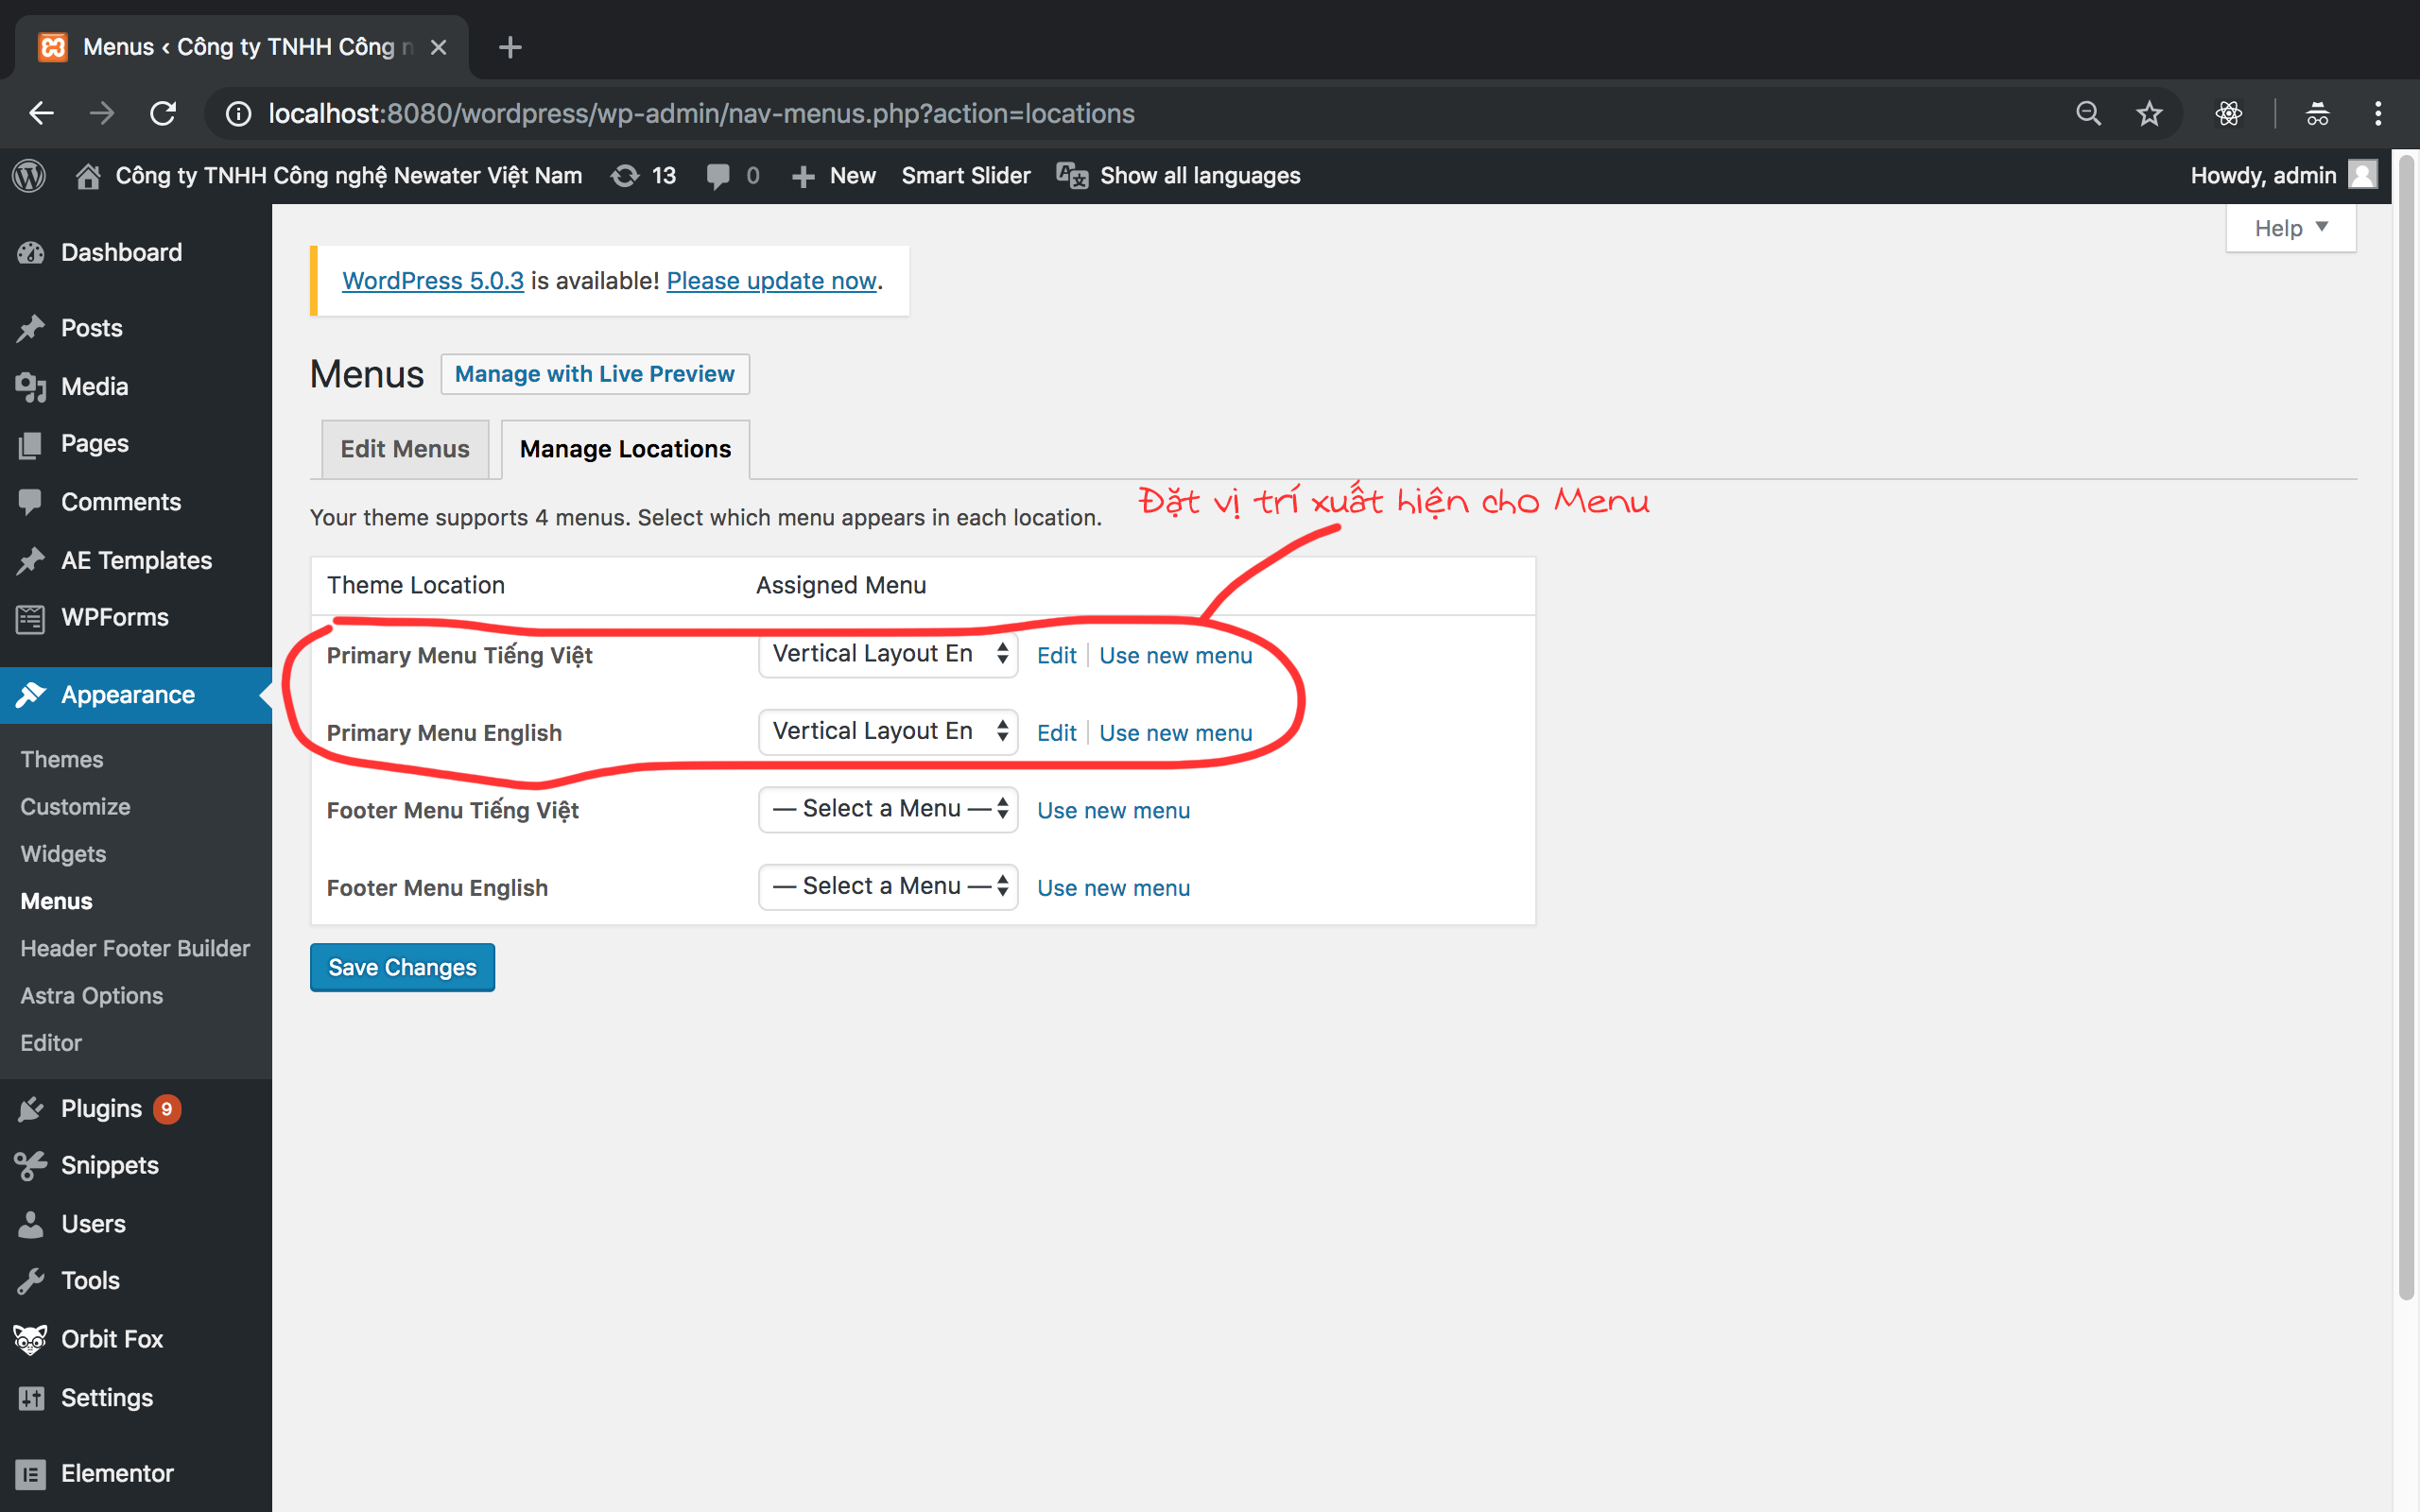 Menus ‹ Công ty TNHH Công n
localhost:8080/wordpress/wp-admin/nav-menus.php?action=locations
Công ty TNHH Công nghệ Newater Việt Nam 13 0 New Smart Slider Show all languages Howdy, admin
Help
Dashboard
Posts
Media
Pages
Comments
AE Templates
WPForms
Appearance
Themes
Customize
Widgets
Menus
Header Footer Builder
Astra Options
Editor
Plugins 9
Snippets
Users
Tools
Orbit Fox
Settings
Elementor
WordPress 5.0.3 is available! Please update now.
Menus Manage with Live Preview
Edit Menus Manage Locations
Đặt vị trí xuất hiện cho Menu
Your theme supports 4 menus. Select which menu appears in each location.
Theme Location Assigned Menu
Primary Menu Tiếng Việt Vertical Layout En Edit | Use new menu
Primary Menu English Vertical Layout En Edit | Use new menu
Footer Menu Tiếng Việt — Select a Menu — Use new menu
Footer Menu English — Select a Menu — Use new menu
Save Changes